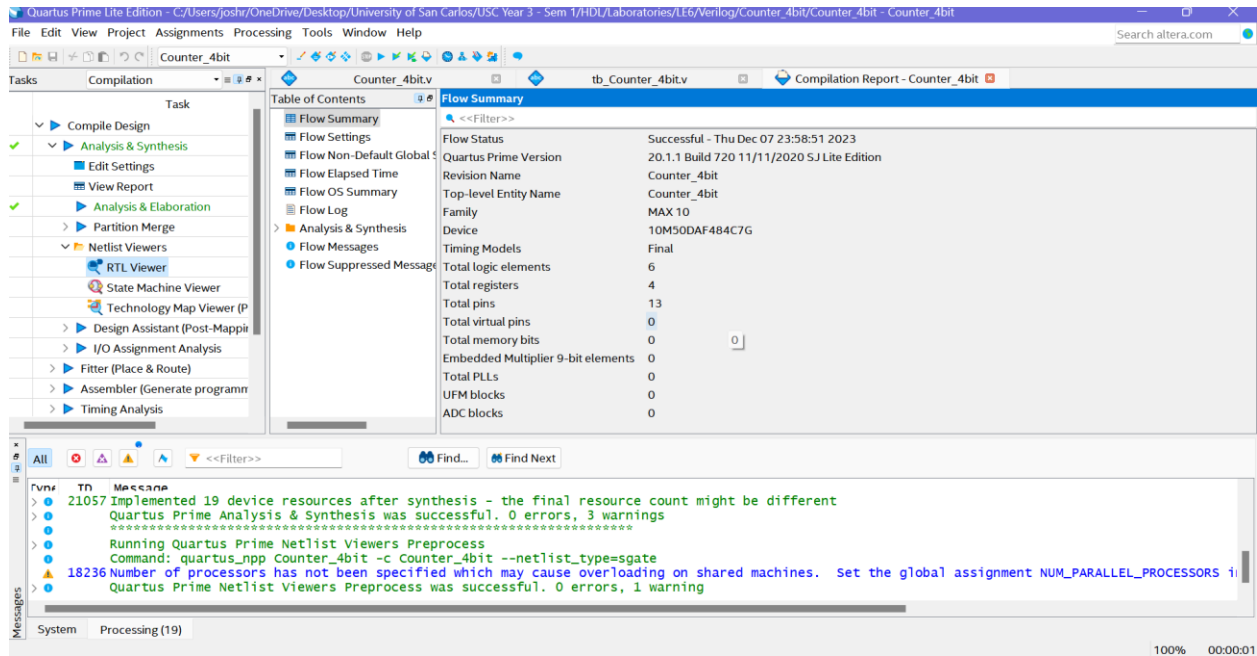 Quartus Prime Lite Edition - C:/Users/joshr/OneDrive/Desktop/University of San Carlos/USC Year 3 - Sem 1/HDL/Laboratories/LE6/Verilog/Counter_4bit/Counter_4bit - Counter_4bit
File Edit View Project Assignments Processing Tools Window Help
Search altera.com
Counter_4bit
Tasks Compilation
Task
Compile Design
Analysis & Synthesis
Edit Settings
View Report
Analysis & Elaboration
Partition Merge
Netlist Viewers
RTL Viewer
State Machine Viewer
Technology Map Viewer (P
Design Assistant (Post-Mappin
I/O Assignment Analysis
Fitter (Place & Route)
Assembler (Generate programm
Timing Analysis
Counter_4bit.v
tb_Counter_4bit.v
Compilation Report - Counter_4bit
Table of Contents
Flow Summary
Flow Settings
Flow Non-Default Global S
Flow Elapsed Time
Flow OS Summary
Flow Log
Analysis & Synthesis
Flow Messages
Flow Suppressed Message
Flow Summary
<<Filter>>
Flow Status Successful - Thu Dec 07 23:58:51 2023
Quartus Prime Version 20.1.1 Build 720 11/11/2020 SJ Lite Edition
Revision Name Counter_4bit
Top-level Entity Name Counter_4bit
Family MAX 10
Device 10M50DAF484C7G
Timing Models Final
Total logic elements 6
Total registers 4
Total pins 13
Total virtual pins 0
Total memory bits 0
0
Embedded Multiplier 9-bit elements 0
Total PLLs 0
UFM blocks 0
ADC blocks 0
All <<Filter>> Find... Find Next
Type ID Message
21057 Implemented 19 device resources after synthesis - the final resource count might be different
Quartus Prime Analysis & Synthesis was successful. 0 errors, 3 warnings
*******************************************************************
Running Quartus Prime Netlist Viewers Preprocess
Command: quartus_npp Counter_4bit -c Counter_4bit --netlist_type=sgate
18236 Number of processors has not been specified which may cause overloading on shared machines. Set the global assignment NUM_PARALLEL_PROCESSORS i
Quartus Prime Netlist Viewers Preprocess was successful. 0 errors, 1 warning
Messages
System Processing (19)
100% 00:00:01